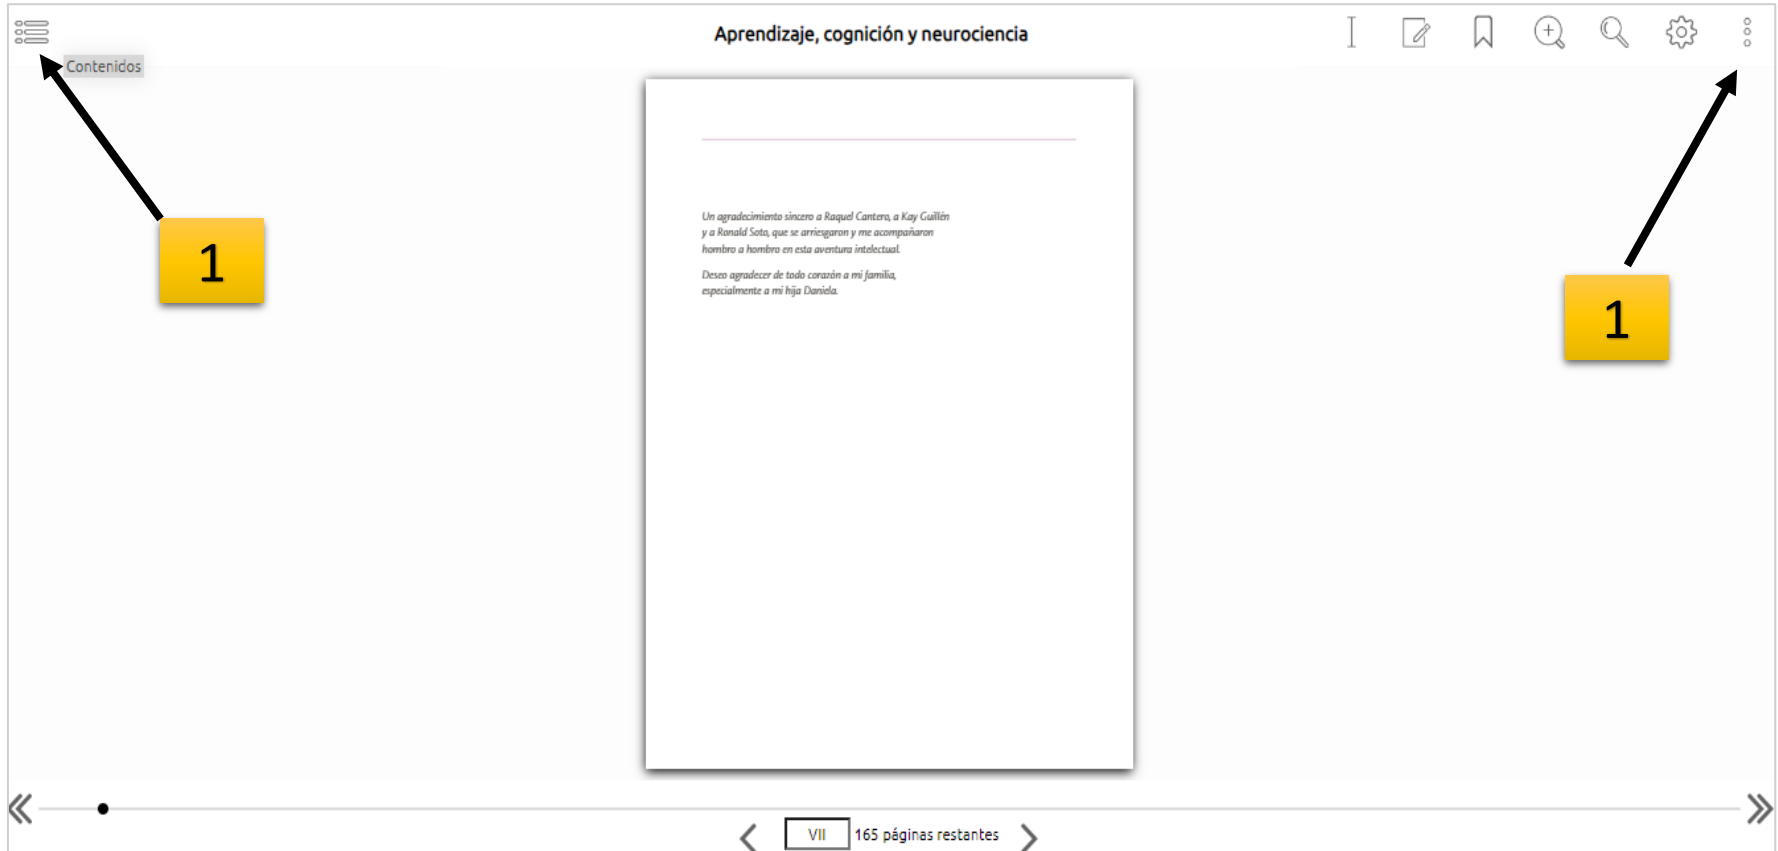 Aprendizaje, cognición y neurociencia
Contenidos
Un agradecimiento sincero a Raquel Cantero, a Kay Guillén
y a Ronald Soto, que se arriesgaron y me acompañaron
hombro a hombro en esta aventura intelectual.
Deseo agradecer de todo corazón a mi familia,
especialmente a mi hija Daniela.
1
1
VII 165 páginas restantes